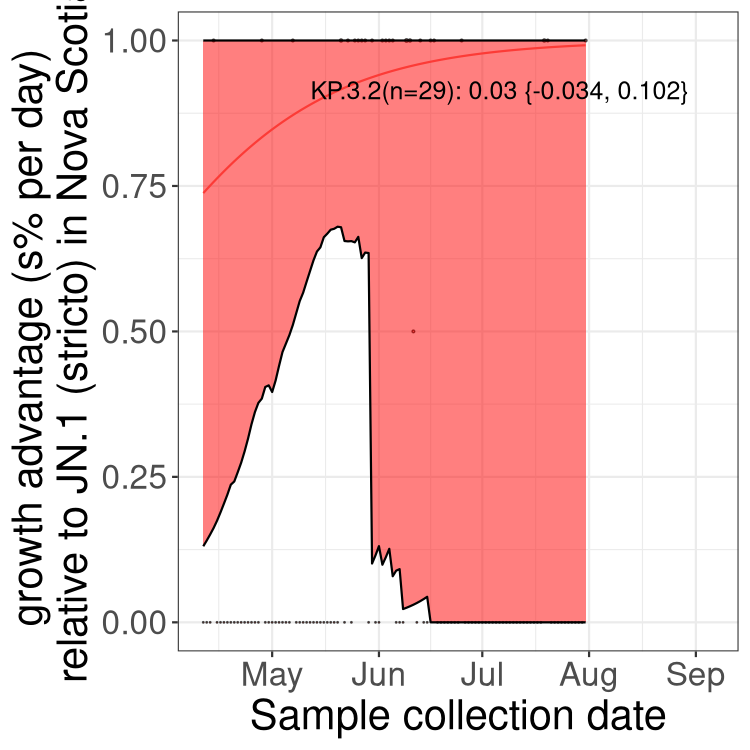 growth advantage (s% per day)
relative to JN.1 (stricto) in Nova Scotia
1.00
0.75
0.50
0.25
0.00
KP.3.2(n=29): 0.03 {-0.034, 0.102}
May Jun Jul Aug Sep
Sample collection date